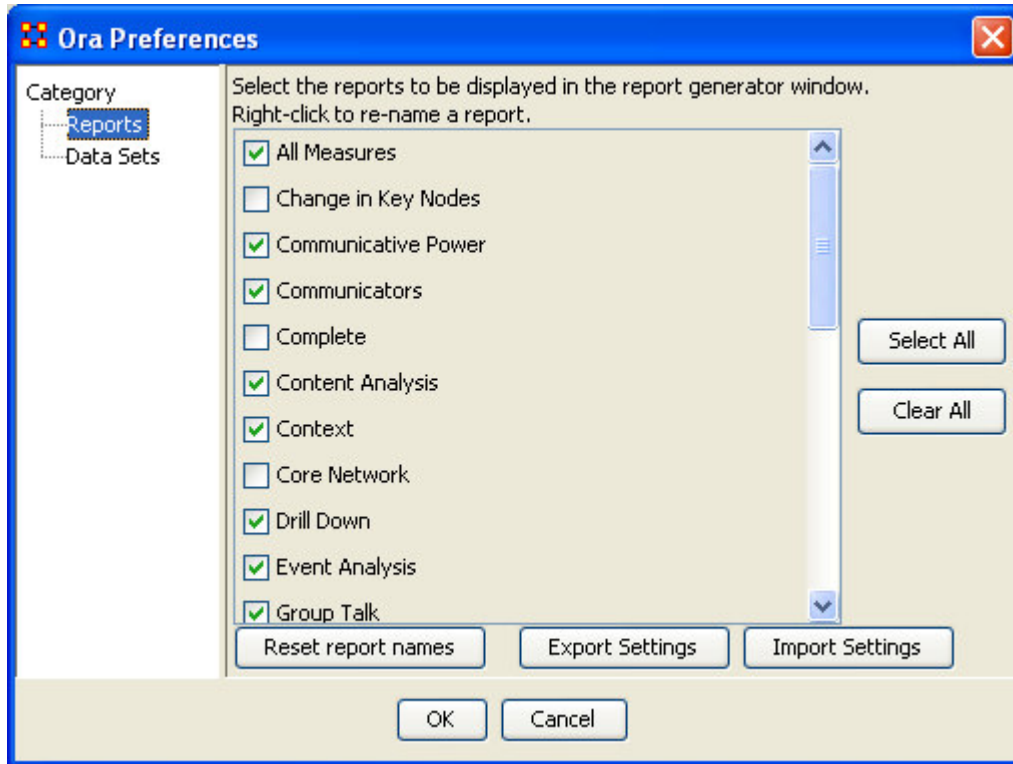 Ora Preferences
Category
Reports
Data Sets
Select the reports to be displayed in the report generator window.
Right-click to re-name a report.
All Measures
Change in Key Nodes
Communicative Power
Communicators
Complete
Content Analysis
Context
Core Network
Drill Down
Event Analysis
Group Talk
Select All
Clear All
Reset report names
Export Settings
Import Settings
OK
Cancel